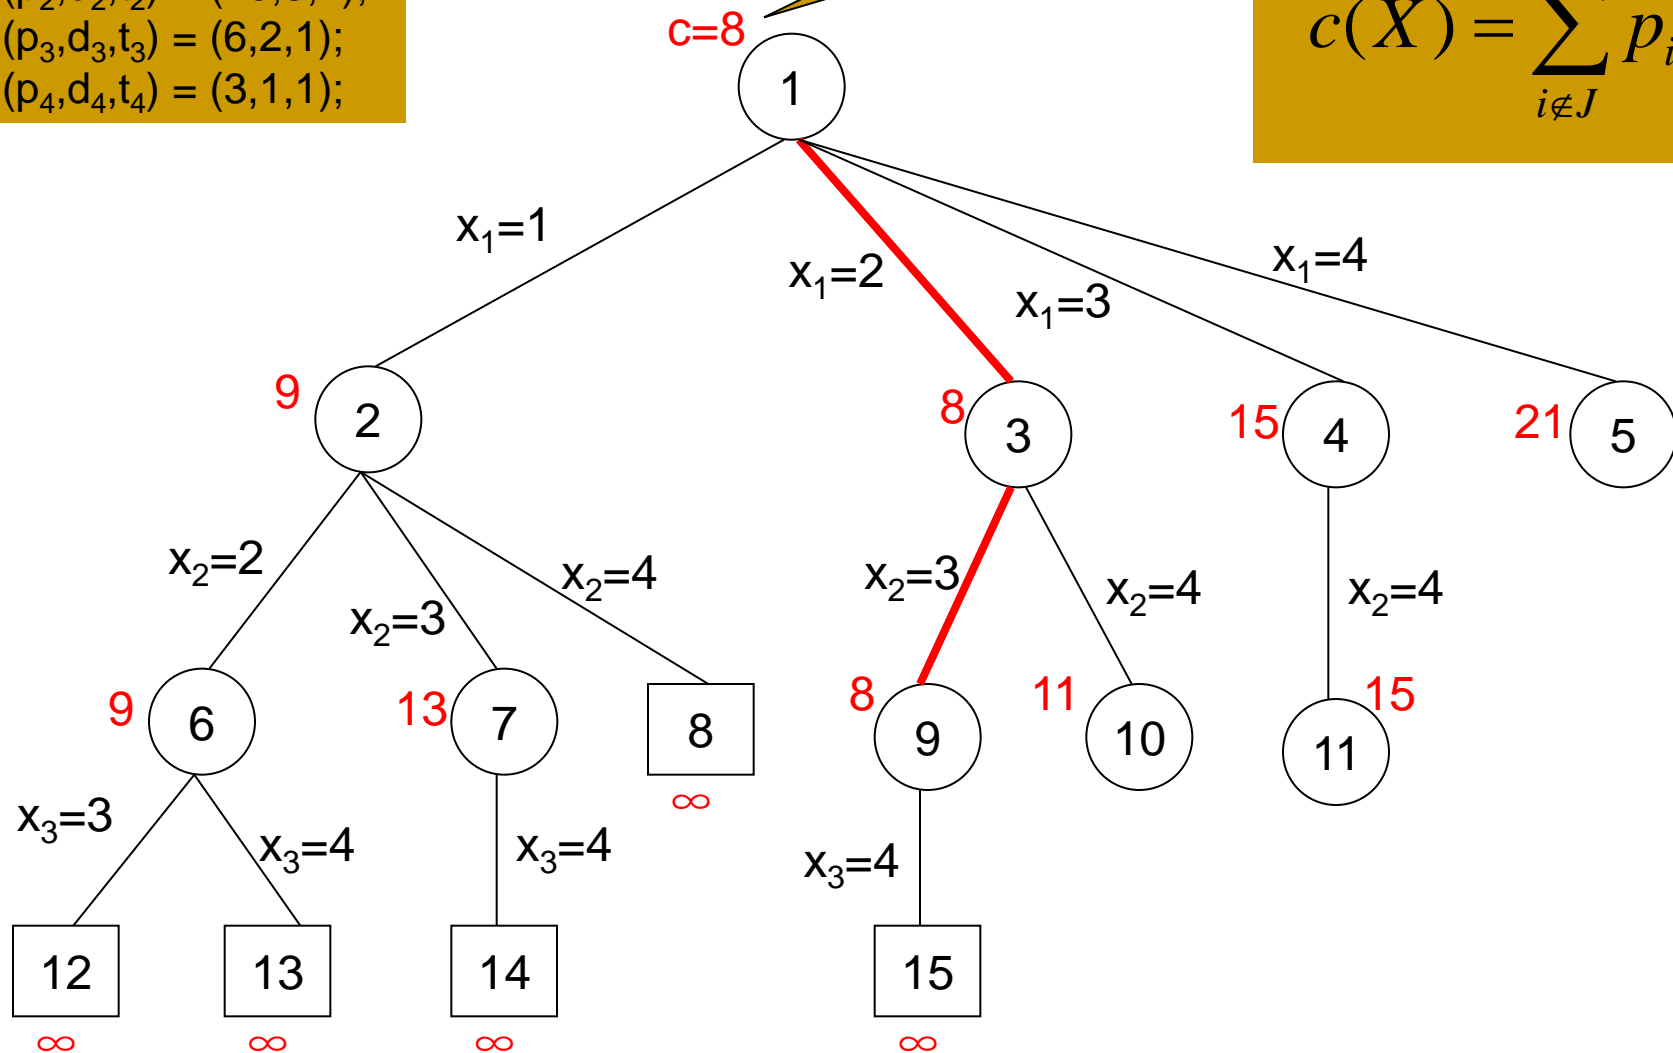 (p₃,d₃,t₃) = (6,2,1);
(p₄,d₄,t₄) = (3,1,1);
c=8
c(X) = ∑ pᵢ
i∉J
1
x₁=1
x₁=2
x₁=3
x₁=4
9
2
8
3
15
4
21
5
x₂=2
x₂=3
x₂=4
x₂=3
x₂=4
x₂=4
9
6
13
7
8
∞
8
9
11
10
15
11
x₃=3
x₃=4
x₃=4
x₃=4
12
13
14
15
∞
∞
∞
∞